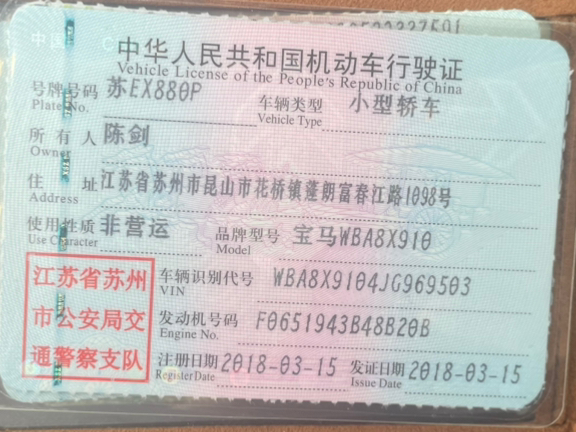 中华人民共和国机动车行驶证
Vehicle License of the People's Republic of China
号牌号码 苏EX880P 车辆类型 小型轿车
Plate No. Vehicle Type
所有人 陈剑
Owner
住址 江苏省苏州市昆山市花桥镇蓬朗富春江路1098号
Address
使用性质 非营运 品牌型号 宝马WBA8X910
Use Character Model
江苏省苏州 车辆识别代号 WBA8X9104JG969503
VIN
市公安局交 发动机号码 F0651943B48B20B
Engine No.
通警察支队 注册日期 2018-03-15 发证日期 2018-03-15
Register Date Issue Date